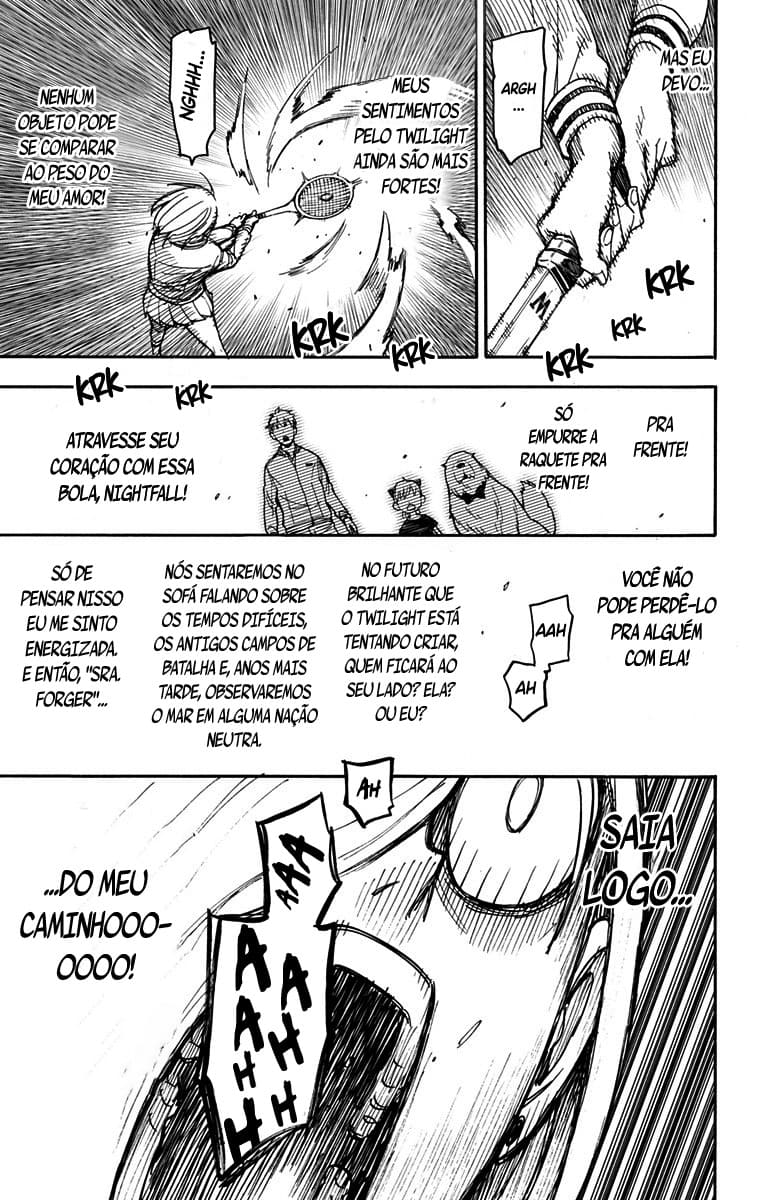 MAS EU
DEVO...
ARGH
...
KRK
KRK
KRK
MEUS
SENTIMENTOS
PELO TWILIGHT
AINDA SÃO MAIS
FORTES!
NGHHH...
NENHUM
OBJETO PODE
SE COMPARAR
AO PESO DO
MEU AMOR!
KRK
KRK
KRK
KRK
PRA
FRENTE!
SÓ
EMPURRE A
RAQUETE PRA
FRENTE!
ATRAVESSE SEU
CORAÇÃO COM ESSA
BOLA, NIGHTFALL!
VOCÊ NÃO
PODE PERDÊ-LO
PRA ALGUÉM
COM ELA!
AAH
AH
NO FUTURO
BRILHANTE QUE
O TWILIGHT ESTÁ
TENTANDO CRIAR,
QUEM FICARÁ AO
SEU LADO? ELA?
OU EU?
NÓS SENTAREMOS NO
SOFÁ FALANDO SOBRE
OS TEMPOS DIFÍCEIS,
OS ANTIGOS CAMPOS DE
BATALHA E, ANOS MAIS
TARDE, OBSERVAREMOS
O MAR EM ALGUMA NAÇÃO
NEUTRA.
SÓ DE
PENSAR NISSO
EU ME SINTO
ENERGIZADA.
E ENTÃO, "SRA.
FORGER"...
AH
SAIA
LOGO...
AAAA
AAHH
AAHH
...DO MEU
CAMINHOOO-
OOOO!